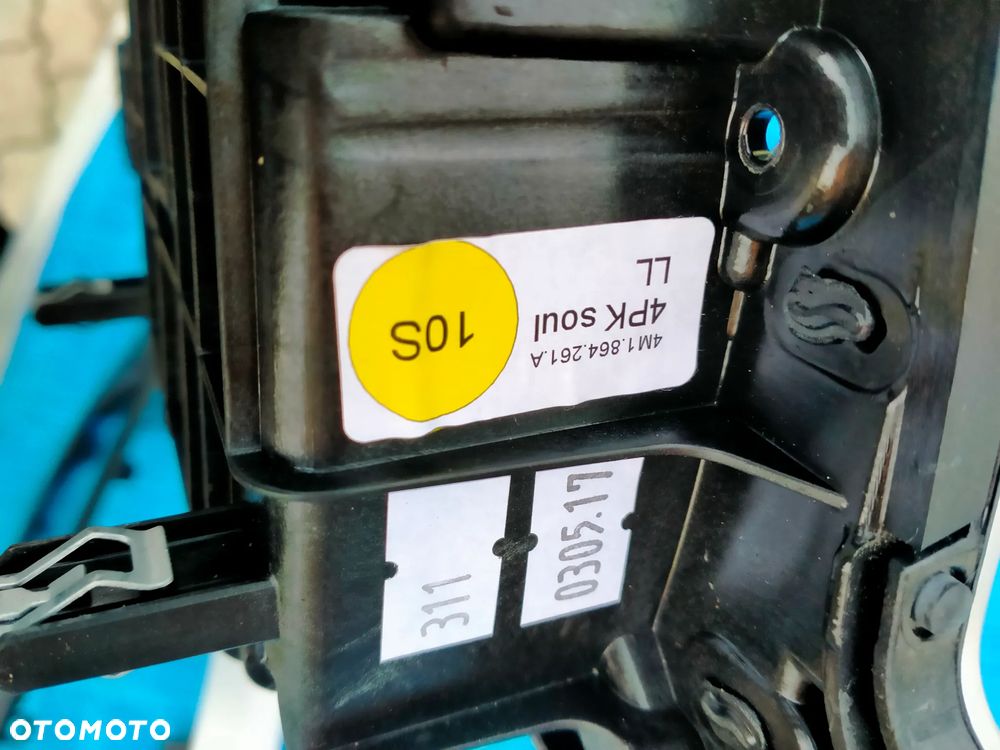 4M1.864.261.A
4PK soul
LL
10S
311
0305.17
OTOMOTO